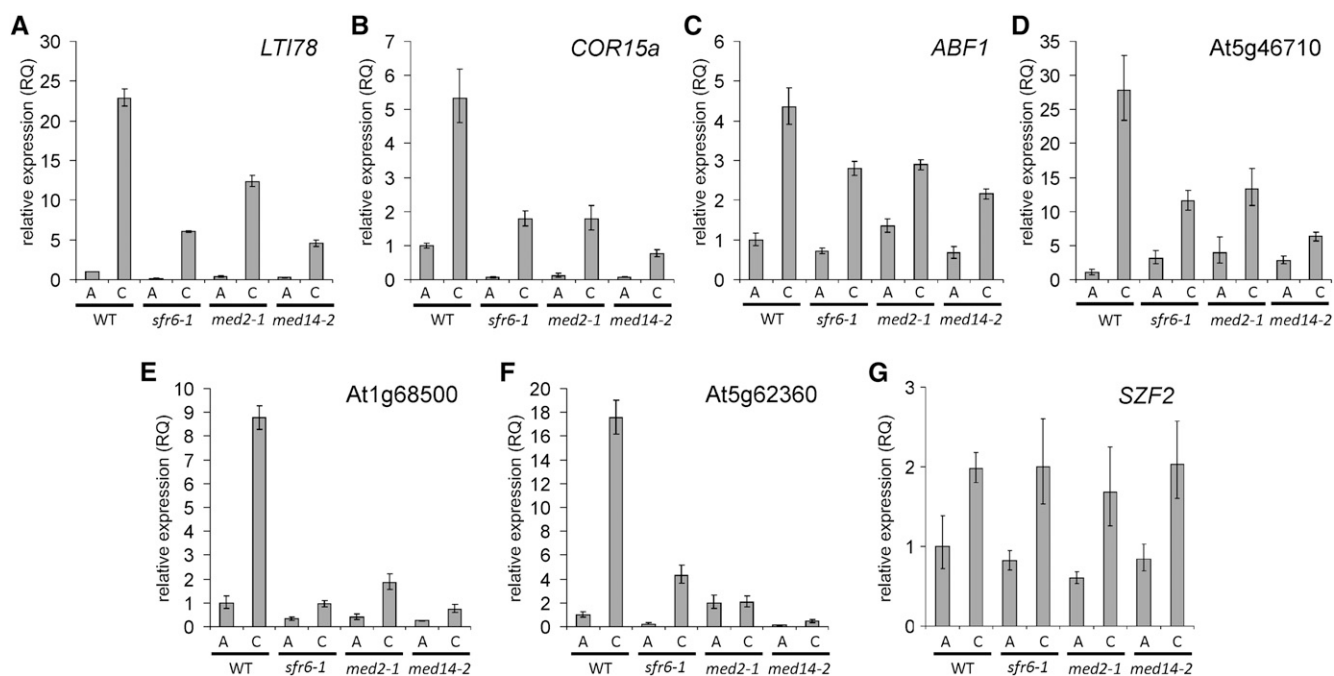 A
LTI78
relative expression (RQ)
30
25
20
15
10
5
0
A C A C A C A C
WT sfr6-1 med2-1 med14-2
B
COR15a
relative expression (RQ)
7
6
5
4
3
2
1
0
A C A C A C A C
WT sfr6-1 med2-1 med14-2
C
ABF1
relative expression (RQ)
6
5
4
3
2
1
0
A C A C A C A C
WT sfr6-1 med2-1 med14-2
D
At5g46710
relative expression (RQ)
35
30
25
20
15
10
5
0
A C A C A C A C
WT sfr6-1 med2-1 med14-2
E
At1g68500
relative expression (RQ)
10
9
8
7
6
5
4
3
2
1
0
A C A C A C A C
WT sfr6-1 med2-1 med14-2
F
At5g62360
relative expression (RQ)
20
18
16
14
12
10
8
6
4
2
0
A C A C A C A C
WT sfr6-1 med2-1 med14-2
G
SZF2
relative expression (RQ)
3
2
1
0
A C A C A C A C
WT sfr6-1 med2-1 med14-2